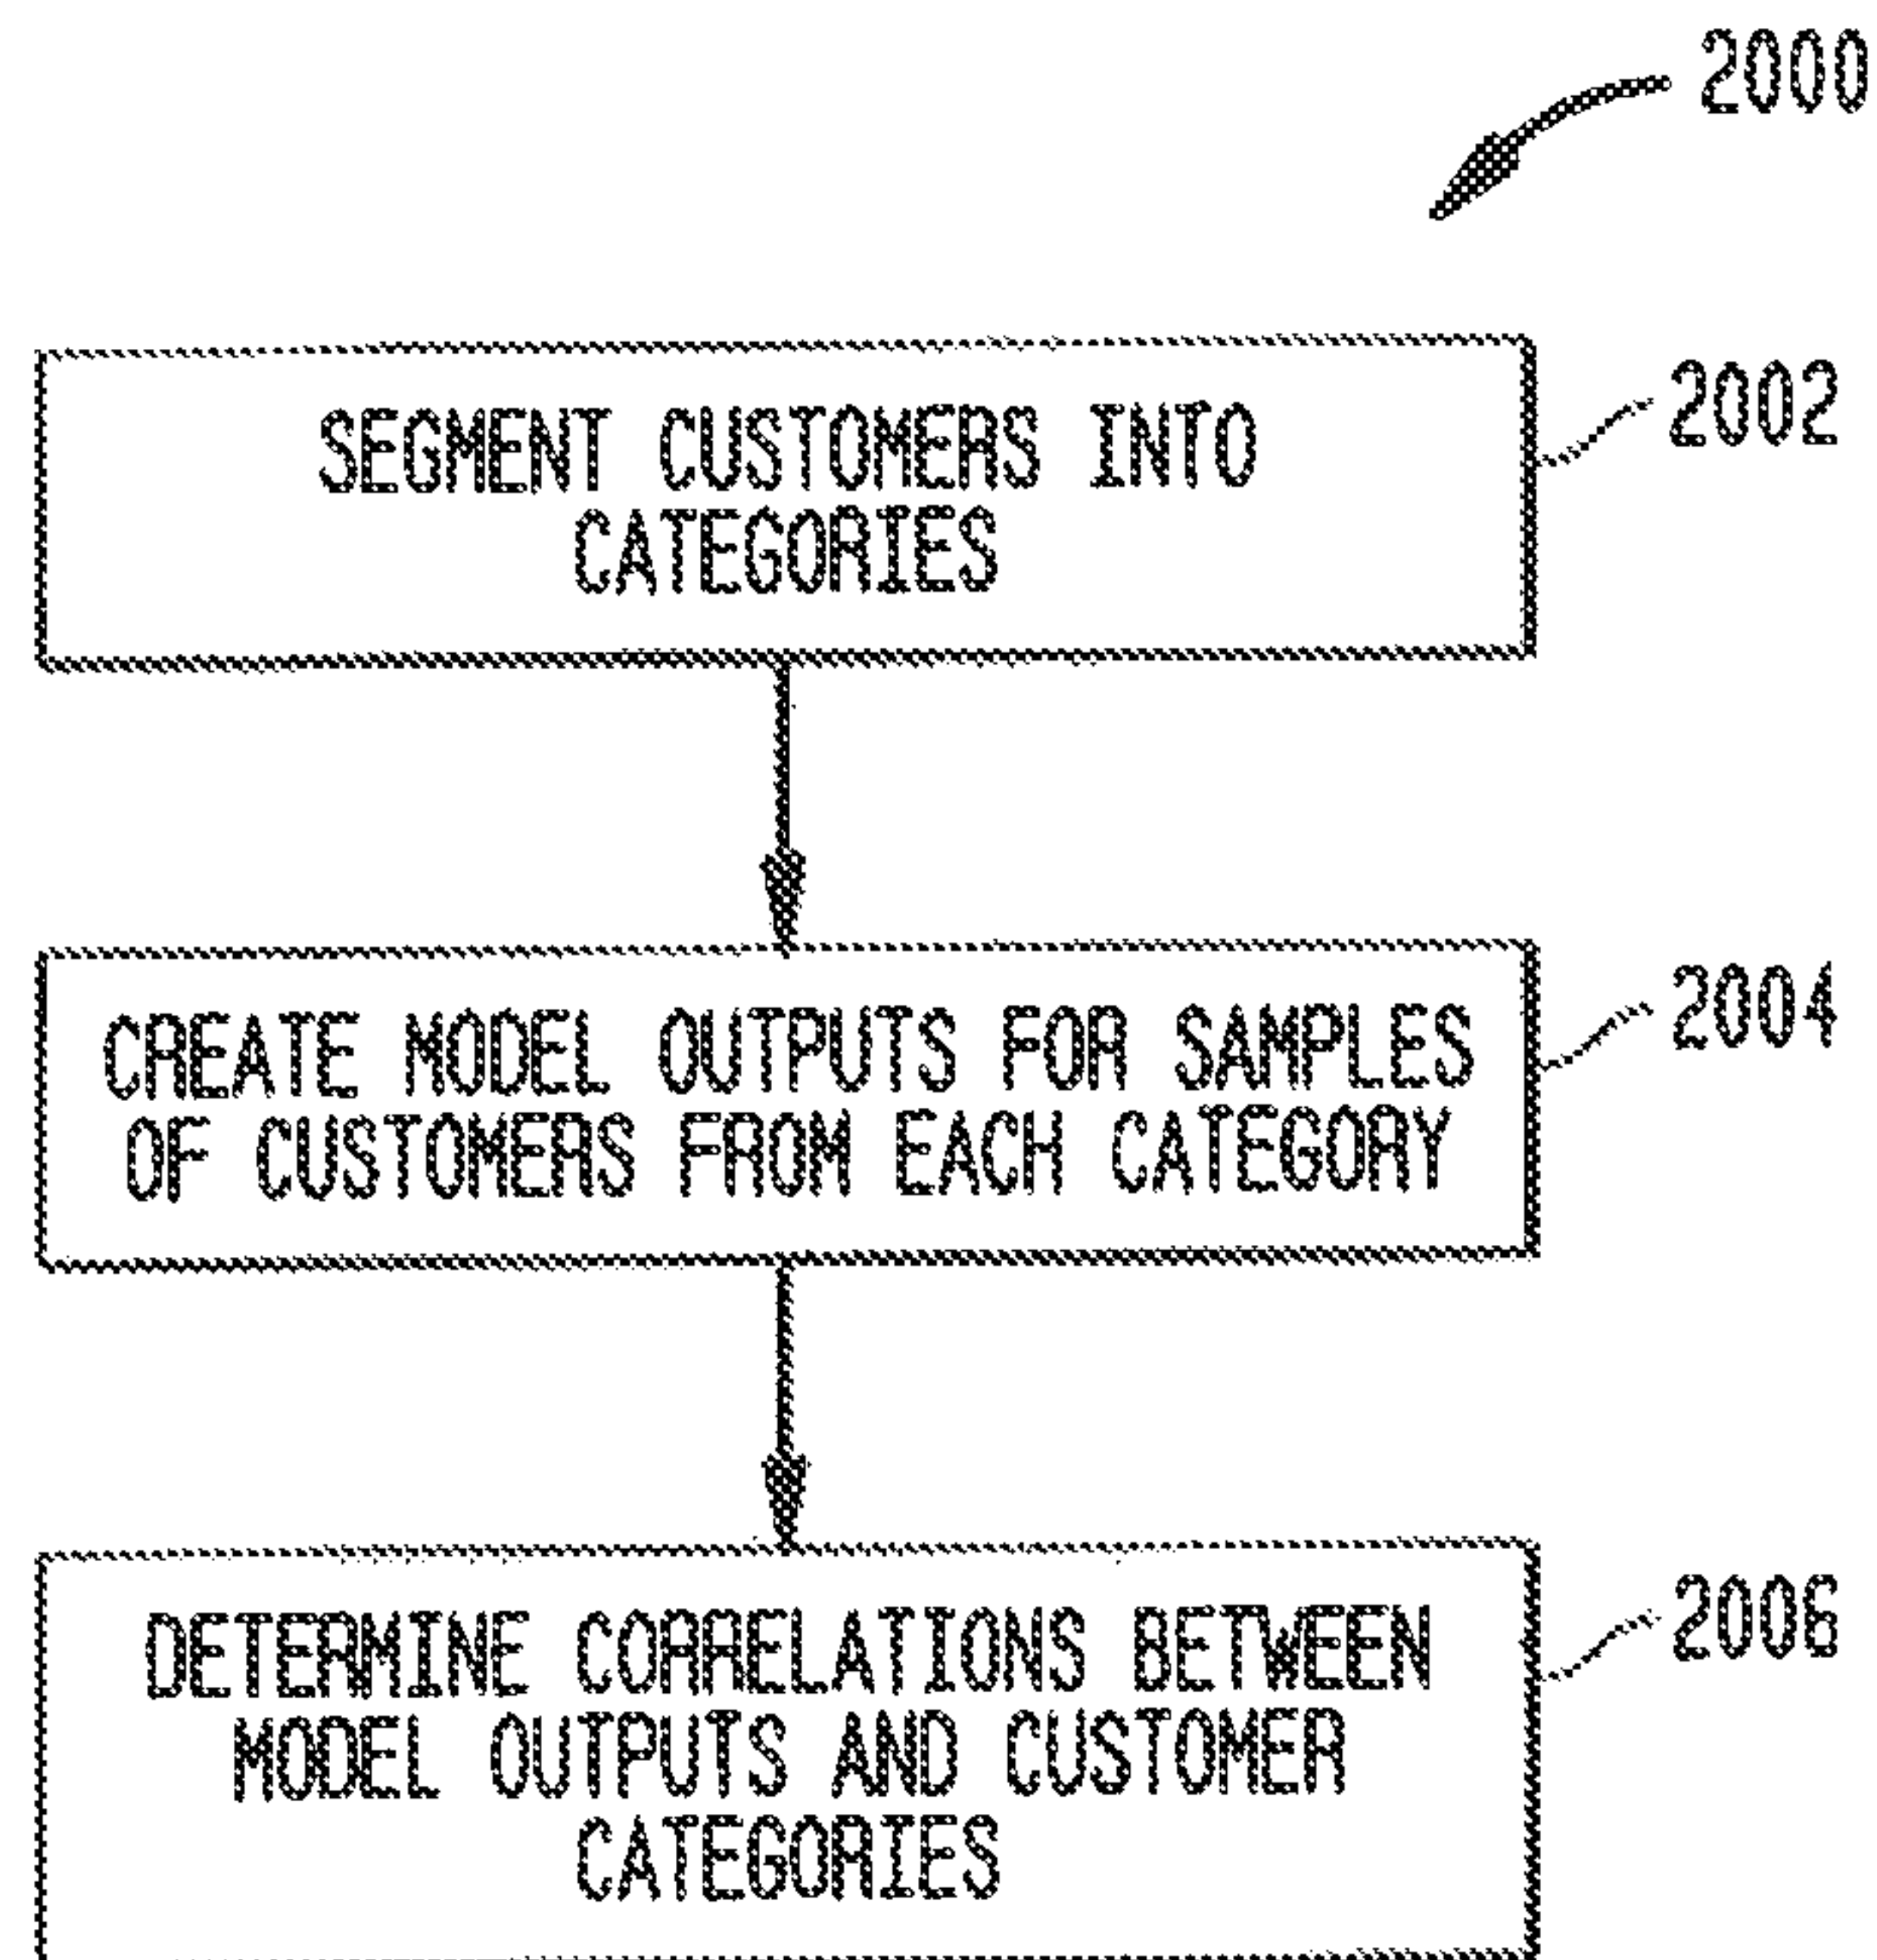 2000
SEGMENT CUSTOMERS INTO
CATEGORIES
2002
CREATE MODEL OUTPUTS FOR SAMPLES
OF CUSTOMERS FROM EACH CATEGORY
2004
DETERMINE CORRELATIONS BETWEEN
MODEL OUTPUTS AND CUSTOMER
CATEGORIES
2006